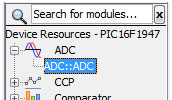 Search for modules...
Device Resources - PIC16F1947
ADC
ADC::ADC
CCP
Comparator